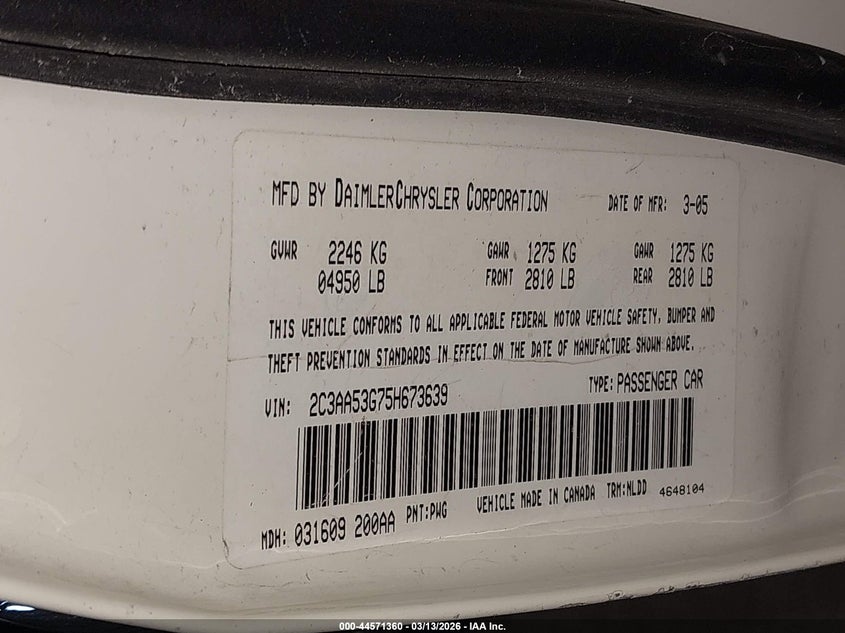 MFD BY DAIMLERCHRYSLER CORPORATION DATE OF MFR: 3-05
GVWR 2246 KG GAWR 1275 KG GAWR 1275 KG
04950 LB FRONT 2810 LB REAR 2810 LB
THIS VEHICLE CONFORMS TO ALL APPLICABLE FEDERAL MOTOR VEHICLE SAFETY, BUMPER AND
THEFT PREVENTION STANDARDS IN EFFECT ON THE DATE OF MANUFACTURE SHOWN ABOVE.
VIN: 2C3AA53G75H673639 TYPE: PASSENGER CAR
MDH: 031609 200AA PNT:PWG VEHICLE MADE IN CANADA TRM:NLDD 4648104
000-44571360 - 03/13/2026 - IAA Inc.